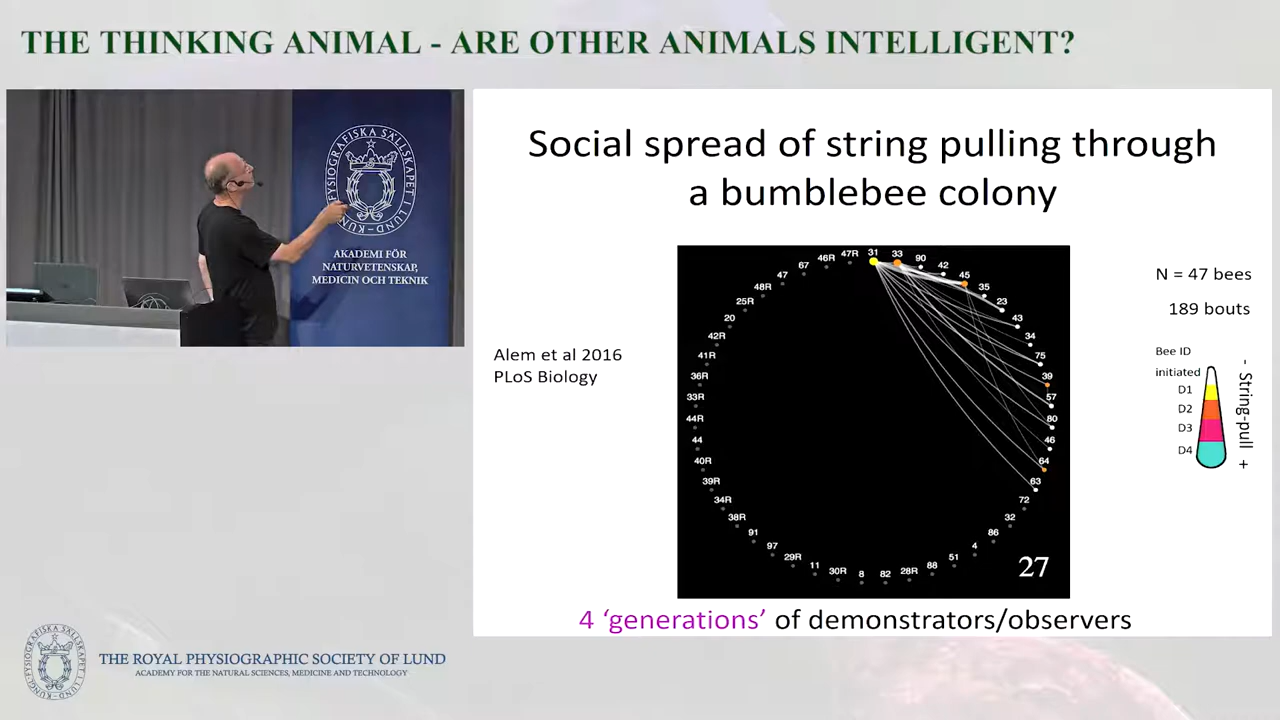 THE THINKING ANIMAL - ARE OTHER ANIMALS INTELLIGENT?
KUNGL·FYSIOGRAFISKA SÄLLSKAPET I LUND·
AKADEMI FÖR
NATURVETENSKAP,
MEDICIN OCH TEKNIK
Social spread of string pulling through
a bumblebee colony
Alem et al 2016
PLoS Biology
31
33
90
42
45
35
23
43
34
75
39
57
80
46
64
63
72
32
86
4
51
88
28R
82
8
30R
11
29R
97
91
38R
34R
39R
40R
44
44R
33R
36R
41R
42R
20
25R
48R
47
67
46R
47R
27
N = 47 bees
189 bouts
Bee ID
initiated
D1
D2
D3
D4
- String-pull +
4 ‘generations’ of demonstrators/observers
THE ROYAL PHYSIOGRAPHIC SOCIETY OF LUND
ACADEMY FOR THE NATURAL SCIENCES, MEDICINE AND TECHNOLOGY